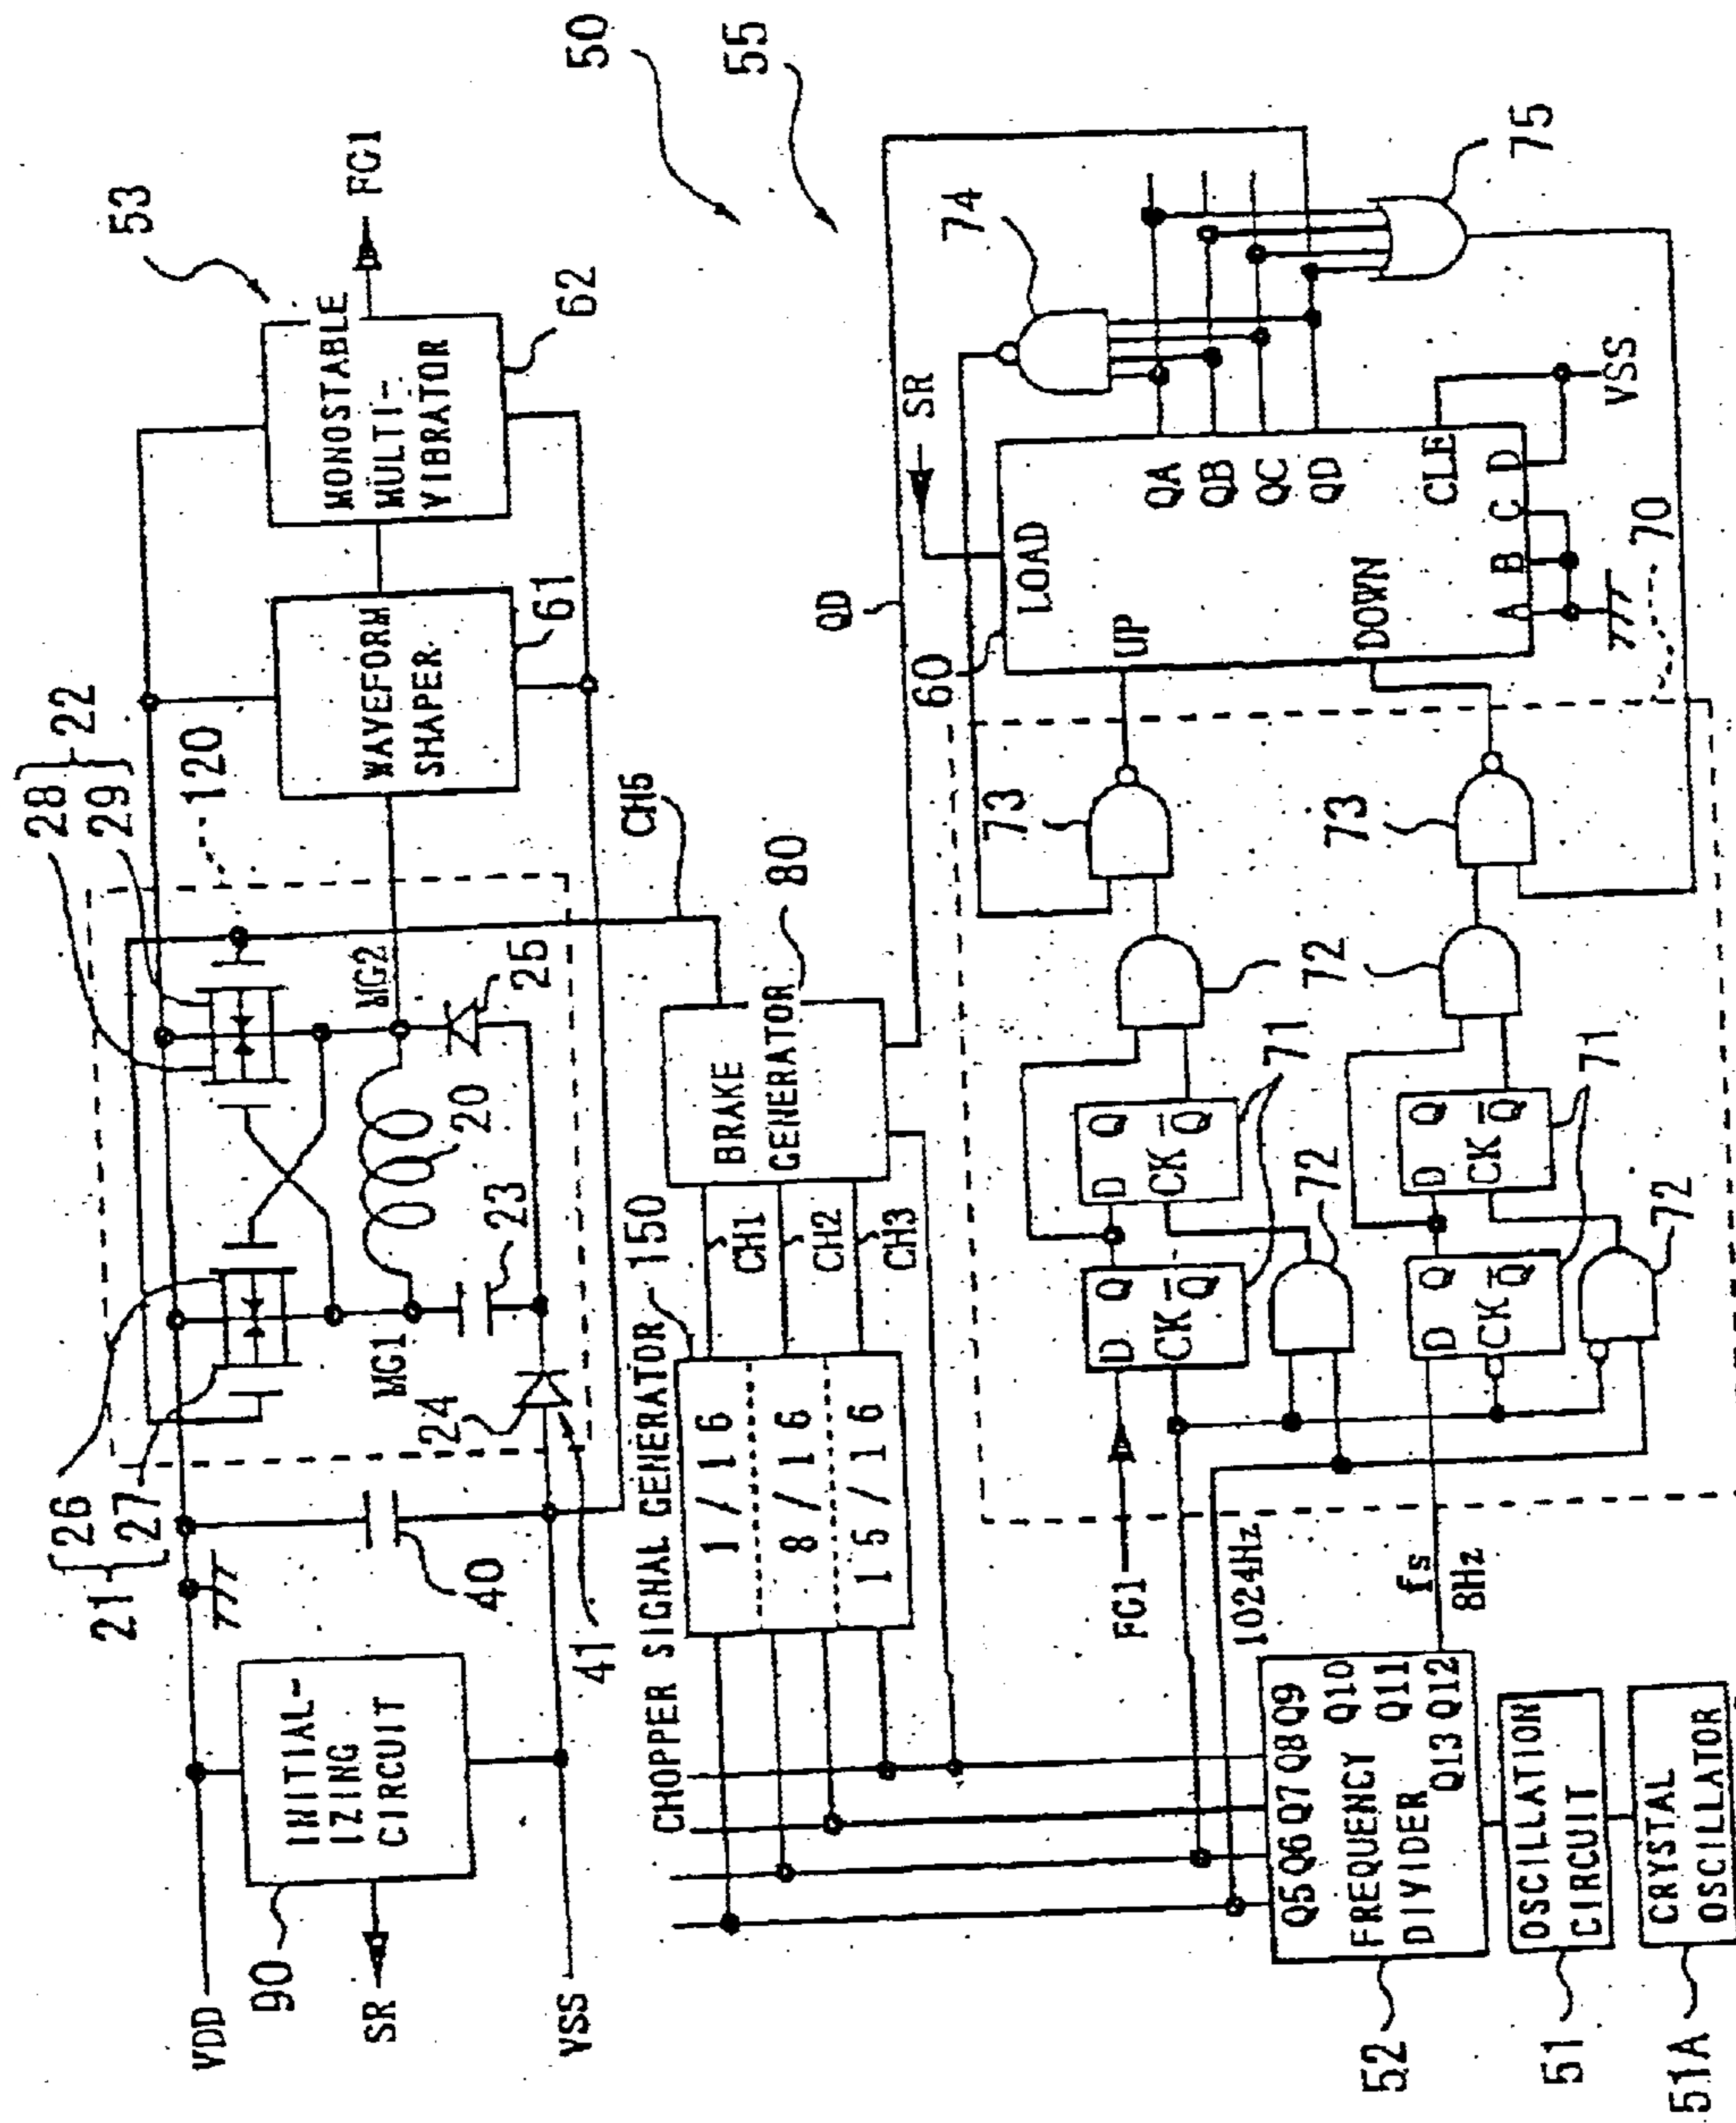 50
55
53
FG1
MONOSTABLE
MULTI-
VIBRATOR
62
WAVEFORM
SHAPER
61
28
29
22
120
26
27
21
MG2
25
20
23
MG1
24
40
41
VDD
INITIAL-
IZING
CIRCUIT
90
SR
VSS
CH5
BRAKE
GENERATOR
80
CH1
CH2
CH3
CHOPPER SIGNAL GENERATOR
150
1/16
8/16
15/16
QD
SR
74
75
60
LOAD
UP
DOWN
QA
QB
QC
QD
CLE
A B C D
VSS
70
73
73
72
72
71
D Q
CK Q̅
D Q
CK Q̅
72
71
D Q
CK Q̅
D Q
CK Q̅
72
FG1
1024Hz
fs
8Hz
Q5 Q6 Q7 Q8 Q9
Q10
Q11
Q13 Q12
FREQUENCY
DIVIDER
52
OSCILLATION
CIRCUIT
51
CRYSTAL
OSCILLATOR
51A